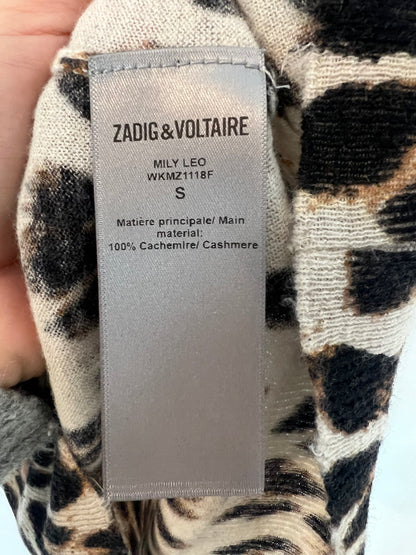 ZADIG&VOLTAIRE
MILY LEO
WKMZ1118F
S
Matière principale/ Main
material:
100% Cachemire/ Cashmere